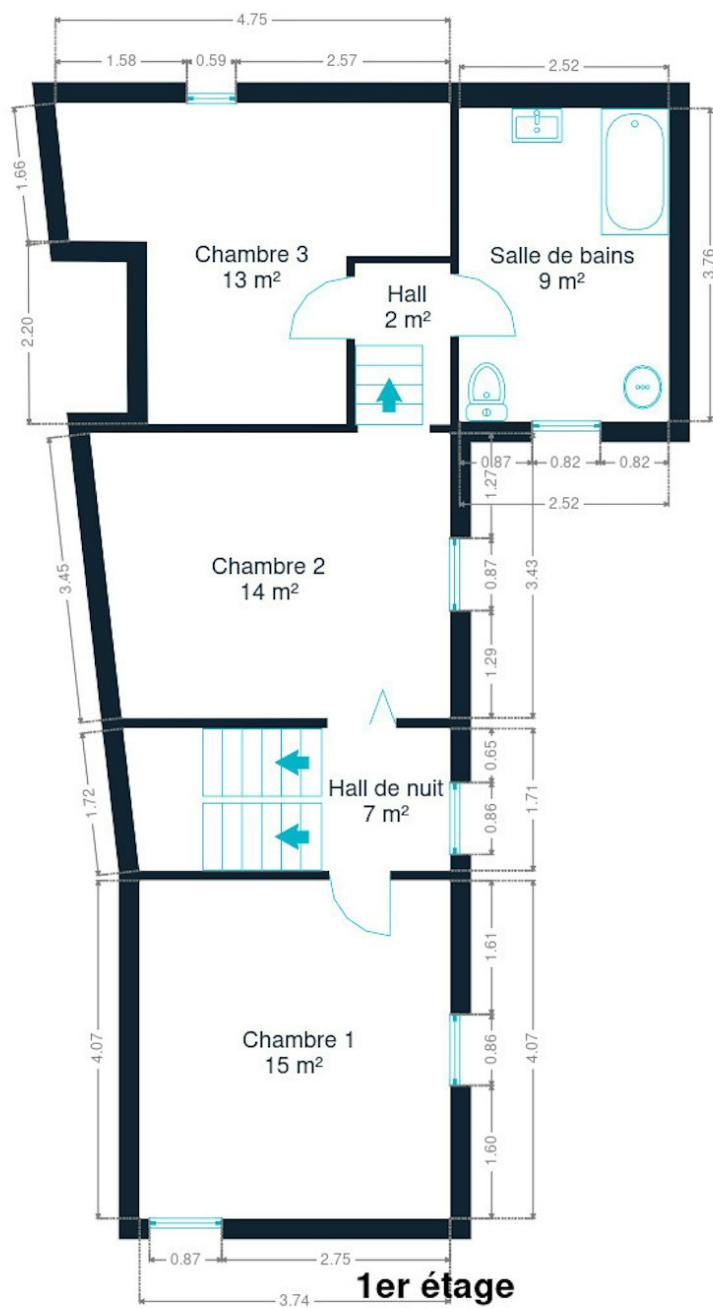 4.75
1.58
0.59
2.57
2.52
1.66
3.76
Chambre 3
13 m²
Salle de bains
9 m²
Hall
2 m²
2.20
0.87
0.82
0.82
2.52
1.27
3.45
Chambre 2
14 m²
0.87
3.43
1.29
1.72
Hall de nuit
7 m²
0.65
0.86
1.71
4.07
Chambre 1
15 m²
1.61
0.86
4.07
1.60
0.87
2.75
3.74
1er étage